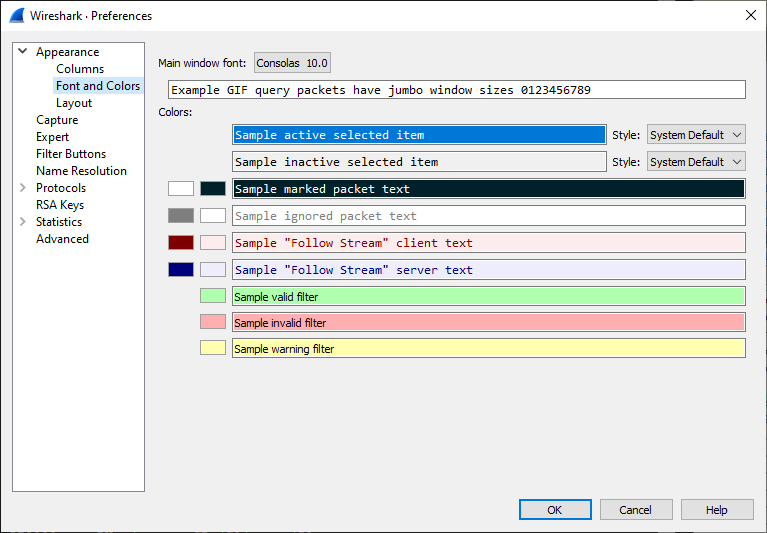 Wireshark · Preferences
Appearance
Columns
Font and Colors
Layout
Capture
Expert
Filter Buttons
Name Resolution
Protocols
RSA Keys
Statistics
Advanced
Main window font: Consolas 10.0
Example GIF query packets have jumbo window sizes 0123456789
Colors:
Sample active selected item Style: System Default
Sample inactive selected item Style: System Default
Sample marked packet text
Sample ignored packet text
Sample "Follow Stream" client text
Sample "Follow Stream" server text
Sample valid filter
Sample invalid filter
Sample warning filter
OK Cancel Help